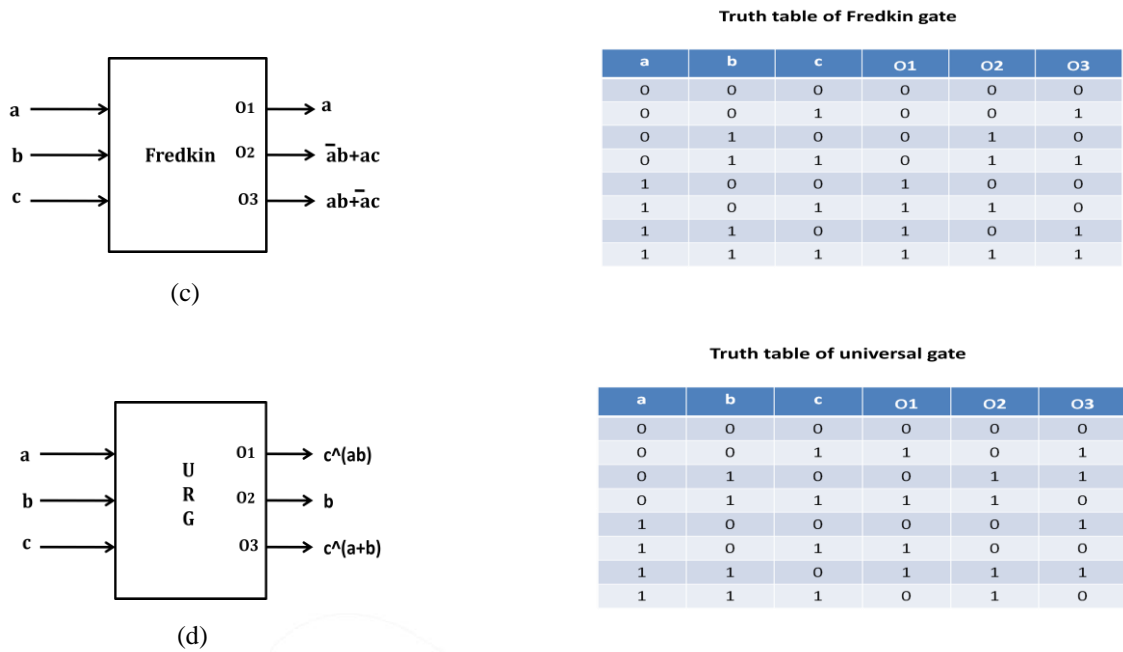 Truth table of Fredkin gate
a b c O1 O2 O3
0 0 0 0 0 0
0 0 1 0 0 1
0 1 0 0 1 0
0 1 1 0 1 1
1 0 0 1 0 0
1 0 1 1 1 0
1 1 0 1 0 1
1 1 1 1 1 1
a O1 a
b Fredkin O2 a̅b+ac
c O3 ab+a̅c
(c)
Truth table of universal gate
a b c O1 O2 O3
0 0 0 0 0 0
0 0 1 1 0 1
0 1 0 0 1 1
0 1 1 1 1 0
1 0 0 0 0 1
1 0 1 1 0 0
1 1 0 1 1 1
1 1 1 0 1 0
a U O1 c^(ab)
b R O2 b
c G O3 c^(a+b)
(d)